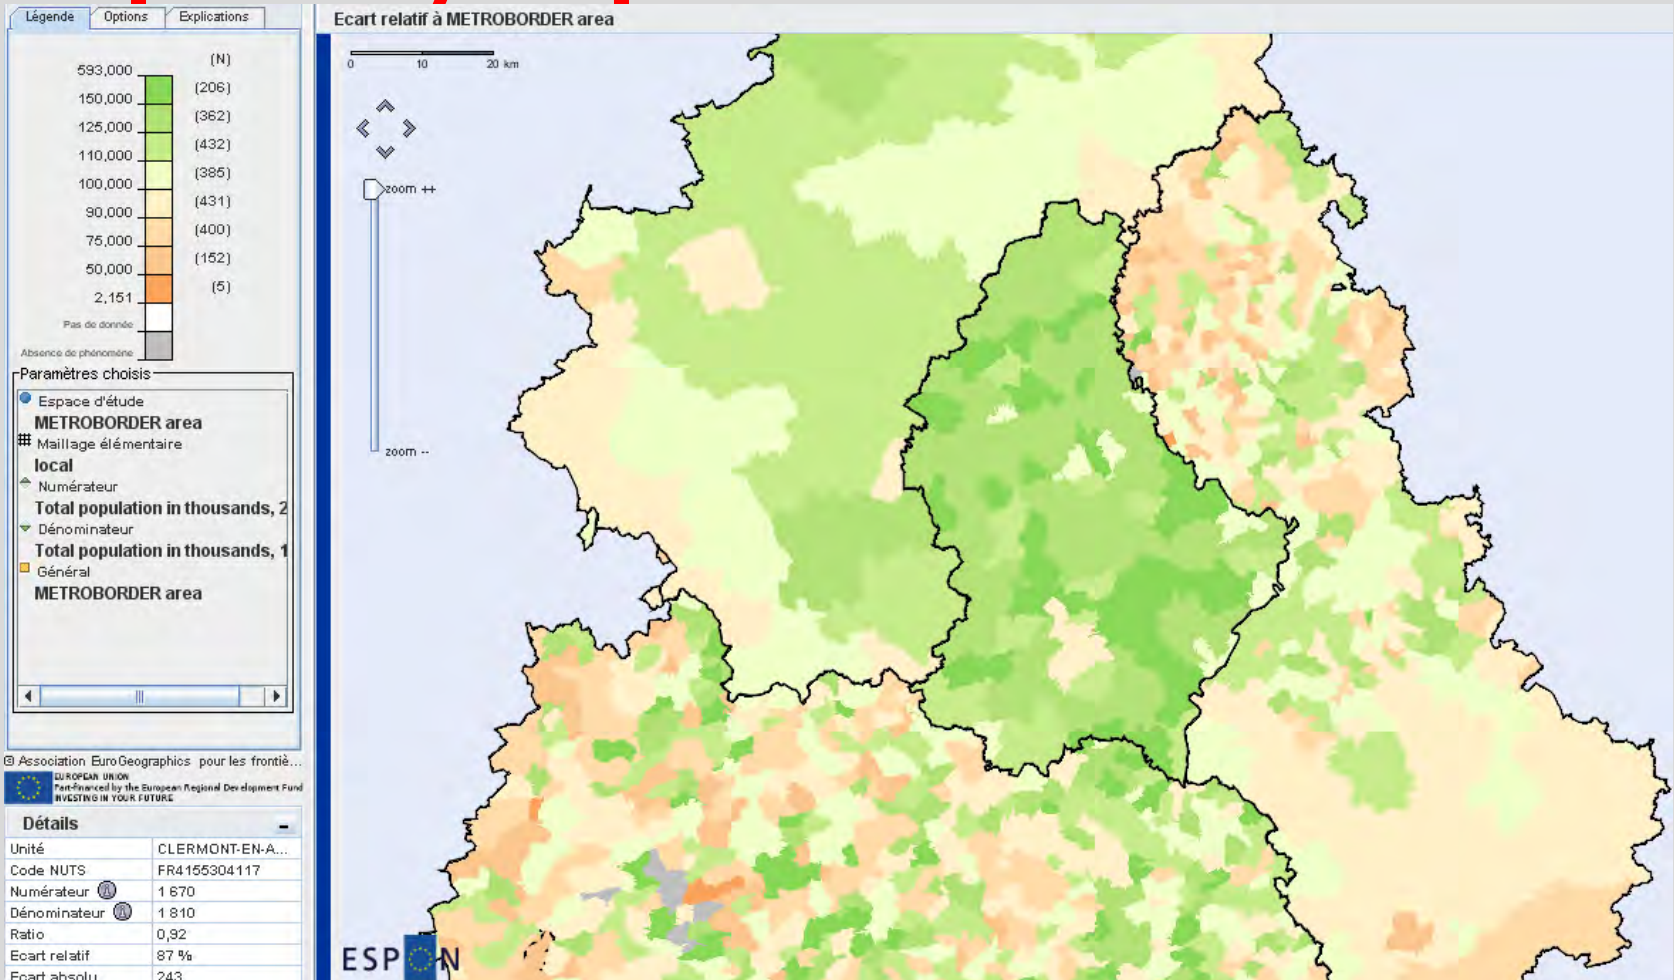 Légende
Options
Explications
Ecart relatif à METROBORDER area
(N)
593,000
(206)
150,000
(362)
125,000
(432)
110,000
(385)
100,000
(431)
90,000
(400)
75,000
(152)
50,000
(5)
2,151
Pas de donnée
Absence de phénomène
Paramètres choisis
Espace d'étude
METROBORDER area
Maillage élémentaire
local
Numérateur
Total population in thousands, 2
Dénominateur
Total population in thousands, 1
Général
METROBORDER area
© Association EuroGeographics pour les frontiè...
EUROPEAN UNION
Part-financed by the European Regional Development Fund
INVESTING IN YOUR FUTURE
Détails
Unité CLERMONT-EN-A...
Code NUTS FR4155304117
Numérateur 1 670
Dénominateur 1 810
Ratio 0,92
Ecart relatif 87 %
Ecart absolu 243
0 10 20 km
zoom ++
zoom --
ESPON